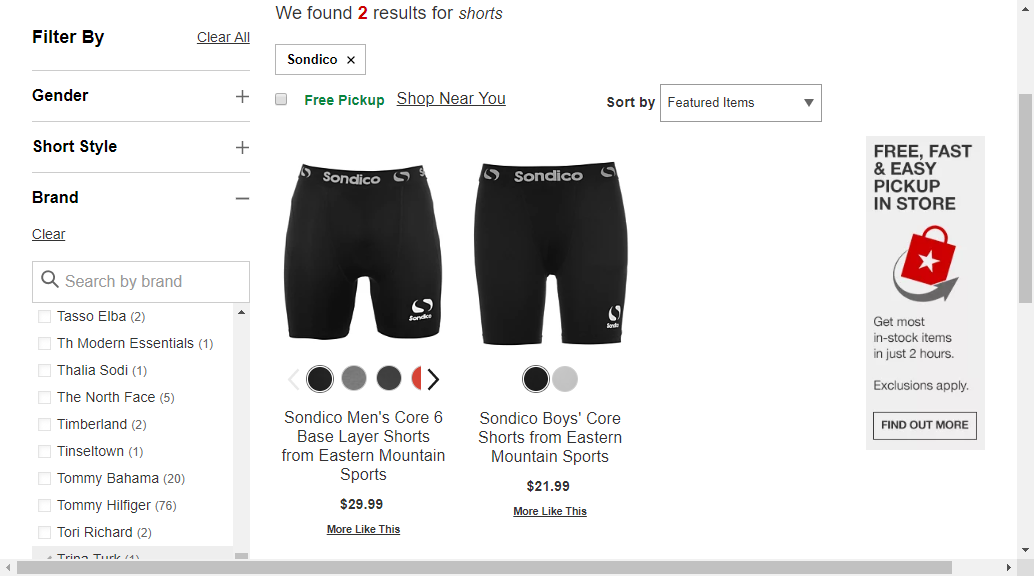 We found 2 results for shorts
Filter By
Clear All
Sondico ×
Gender
Free Pickup
Shop Near You
Sort by
Featured Items
Short Style
Brand
Clear
Search by brand
Tasso Elba (2)
Th Modern Essentials (1)
Thalia Sodi (1)
The North Face (5)
Timberland (2)
Tinseltown (1)
Tommy Bahama (20)
Tommy Hilfiger (76)
Tori Richard (2)
Trina Turk (1)
Sondico
Sondico
Sondico Men's Core 6
Base Layer Shorts
from Eastern Mountain
Sports
$29.99
More Like This
Sondico
Sondico
Sondico Boys' Core
Shorts from Eastern
Mountain Sports
$21.99
More Like This
FREE, FAST
& EASY
PICKUP
IN STORE
Get most
in-stock items
in just 2 hours.
Exclusions apply.
FIND OUT MORE